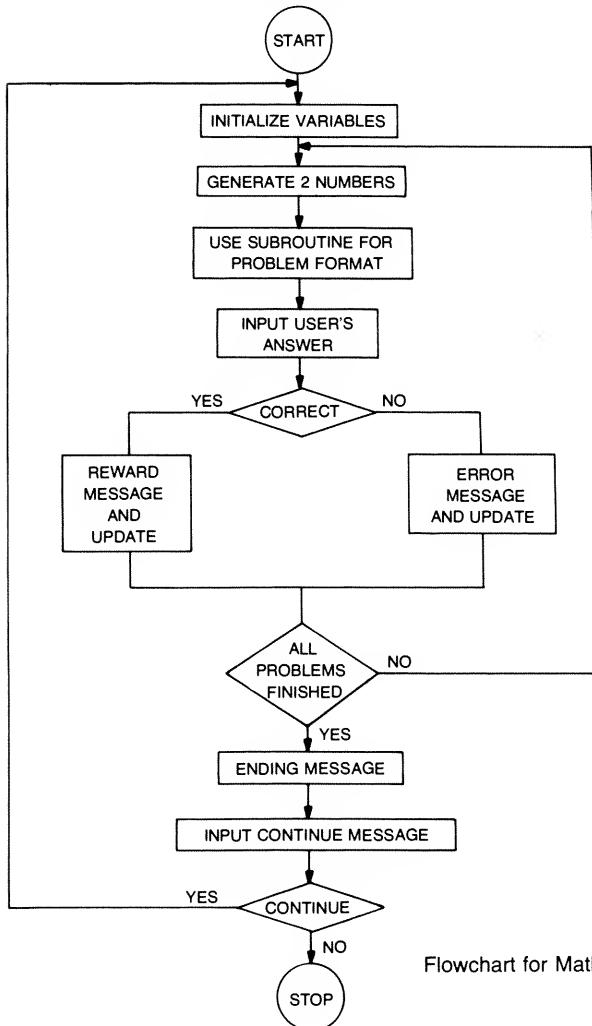 START
INITIALIZE VARIABLES
GENERATE 2 NUMBERS
USE SUBROUTINE FOR
PROBLEM FORMAT
INPUT USER'S
ANSWER
YES
CORRECT
NO
REWARD
MESSAGE
AND
UPDATE
ERROR
MESSAGE
AND UPDATE
ALL
PROBLEMS
FINISHED
NO
YES
ENDING MESSAGE
INPUT CONTINUE MESSAGE
YES
CONTINUE
NO
STOP
Flowchart for Mat